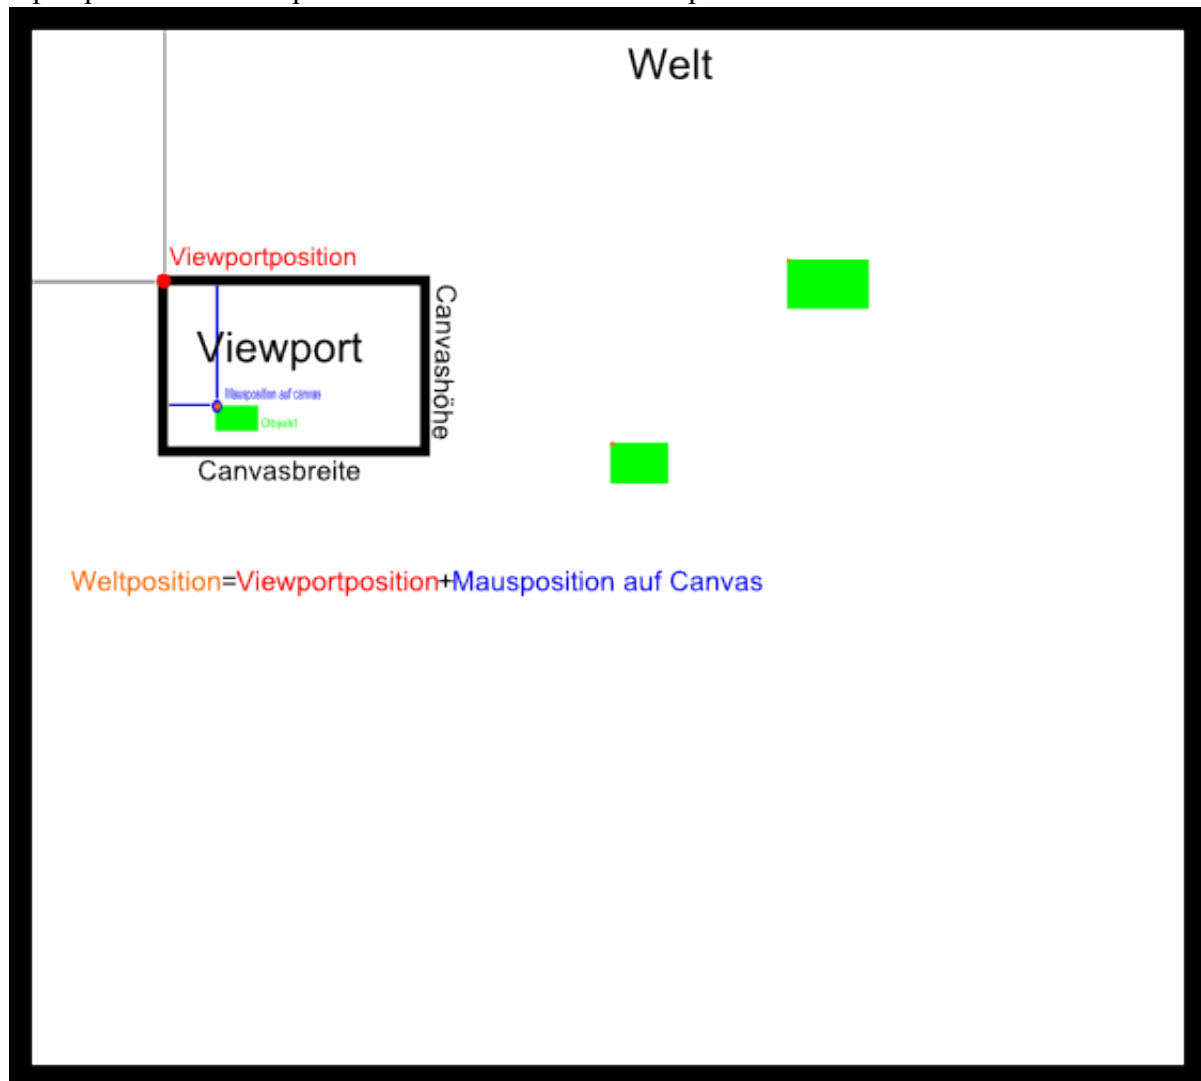 Welt
Viewportposition
Canvashöhe
Viewport
Mausposition auf canvas
Objekt
Canvasbreite
Weltposition=Viewportposition+Mausposition auf Canvas